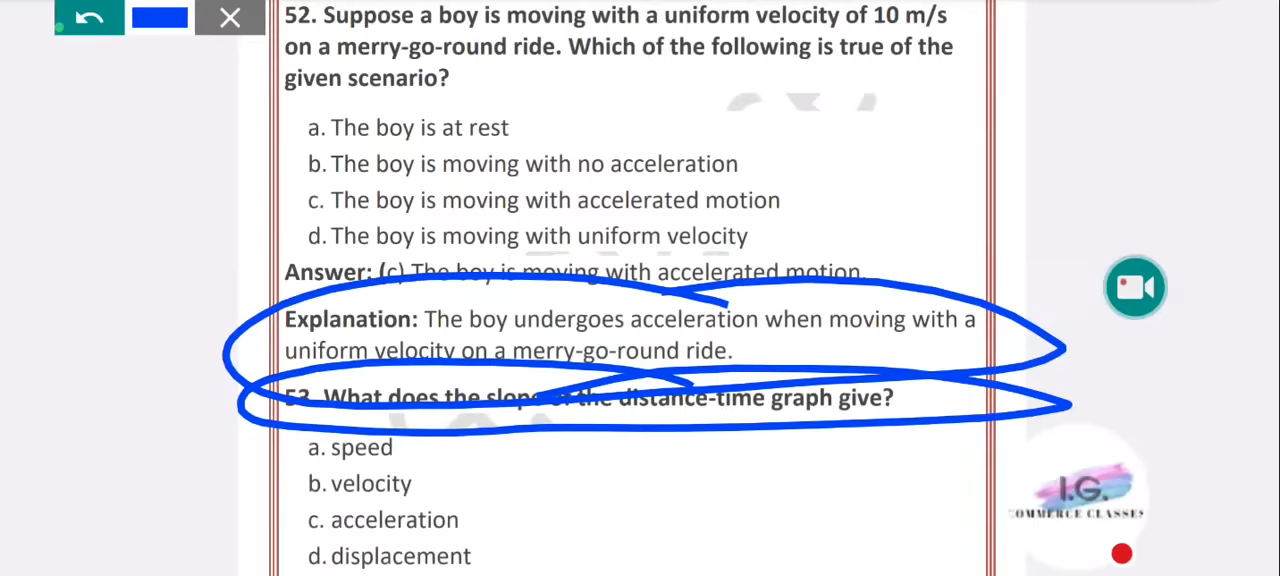 52. Suppose a boy is moving with a uniform velocity of 10 m/s
on a merry-go-round ride. Which of the following is true of the
given scenario?
a. The boy is at rest
b. The boy is moving with no acceleration
c. The boy is moving with accelerated motion
d. The boy is moving with uniform velocity
Answer: (c) The boy is moving with accelerated motion.
Explanation: The boy undergoes acceleration when moving with a
uniform velocity on a merry-go-round ride.
53. What does the slope of the distance-time graph give?
a. speed
b. velocity
c. acceleration
d. displacement
I.G.
COMMERCE CLASSES